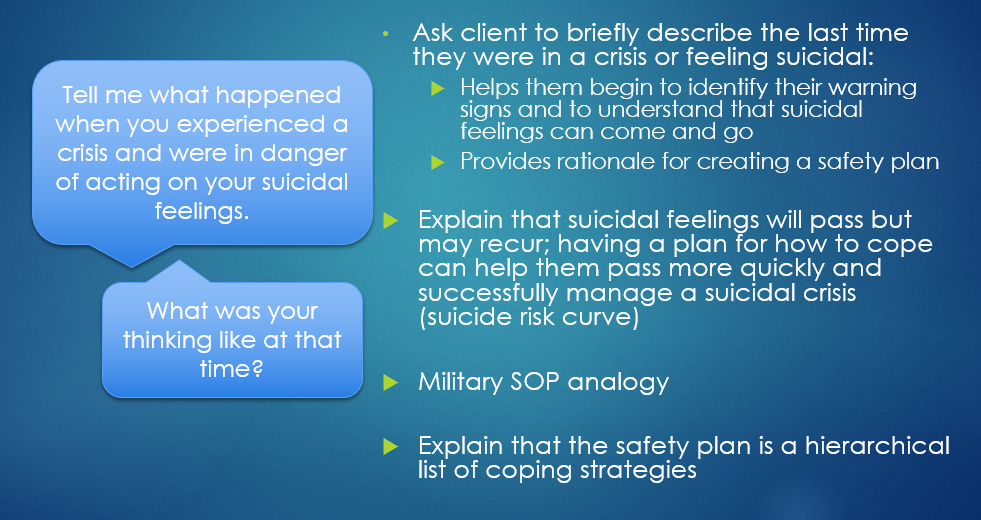 Tell me what happened
when you experienced a
crisis and were in danger
of acting on your suicidal
feelings.
What was your
thinking like at that
time?
Ask client to briefly describe the last time
they were in a crisis or feeling suicidal:
Helps them begin to identify their warning
signs and to understand that suicidal
feelings can come and go
Provides rationale for creating a safety plan
Explain that suicidal feelings will pass but
may recur; having a plan for how to cope
can help them pass more quickly and
successfully manage a suicidal crisis
(suicide risk curve)
Military SOP analogy
Explain that the safety plan is a hierarchical
list of coping strategies